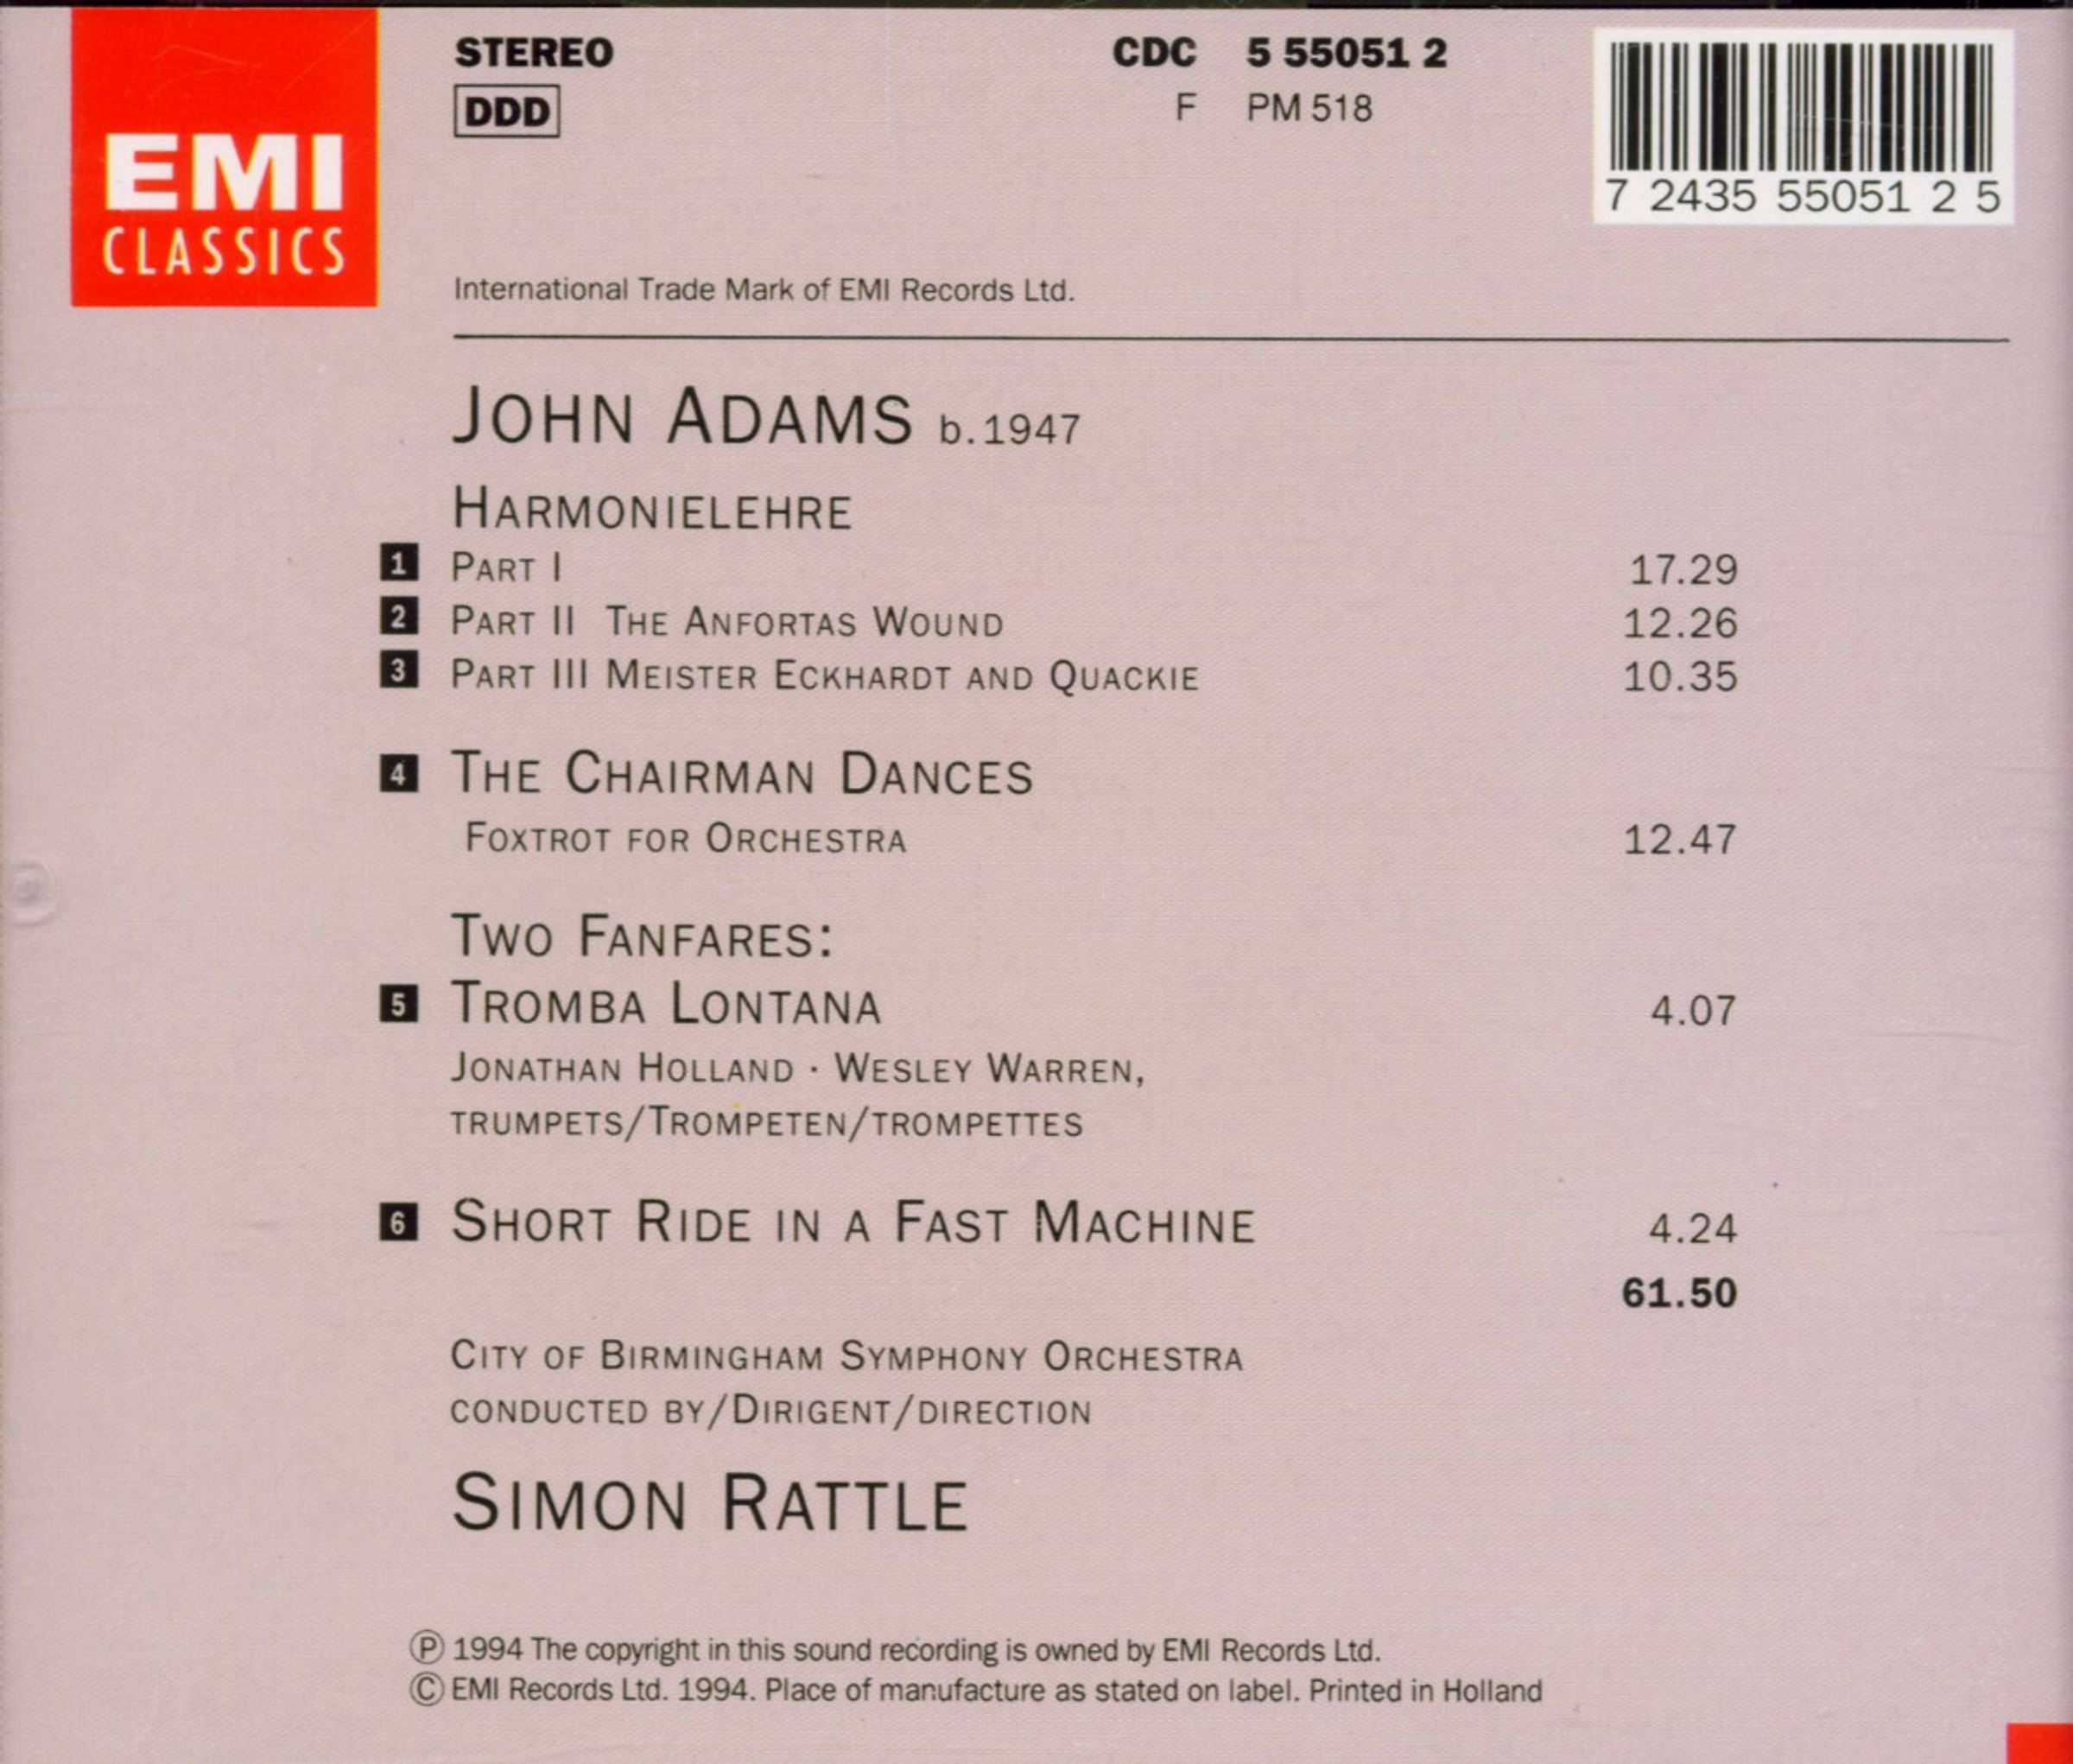 EMI
CLASSICS
STEREO
DDD
CDC 5 55051 2
F PM 518
7 2435 55051 2 5
International Trade Mark of EMI Records Ltd.
JOHN ADAMS b.1947
HARMONIELEHRE
1 PART I 17.29
2 PART II THE ANFORTAS WOUND 12.26
3 PART III MEISTER ECKHARDT AND QUACKIE 10.35
4 THE CHAIRMAN DANCES
FOXTROT FOR ORCHESTRA 12.47
TWO FANFARES:
5 TROMBA LONTANA 4.07
JONATHAN HOLLAND · WESLEY WARREN,
TRUMPETS/TROMPETEN/TROMPETTES
6 SHORT RIDE IN A FAST MACHINE 4.24
61.50
CITY OF BIRMINGHAM SYMPHONY ORCHESTRA
CONDUCTED BY/DIRIGENT/DIRECTION
SIMON RATTLE
Ⓟ 1994 The copyright in this sound recording is owned by EMI Records Ltd.
Ⓒ EMI Records Ltd. 1994. Place of manufacture as stated on label. Printed in Holland